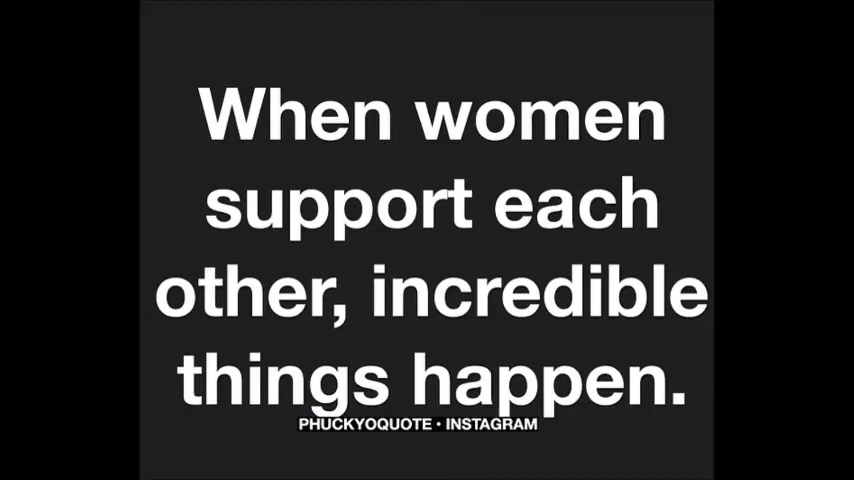 When women
support each
other, incredible
things happen.
PHUCKYOQUOTE • INSTAGRAM